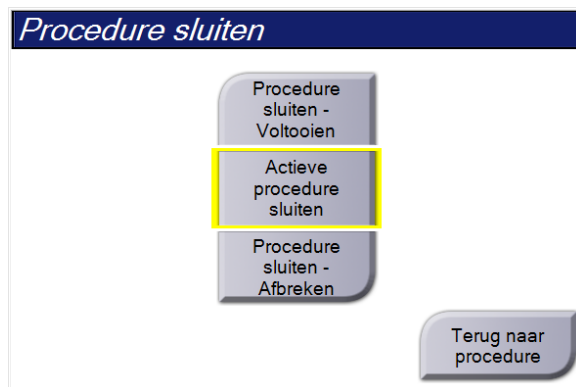 Procedure sluiten
Procedure
sluiten -
Voltooien
Actieve
procedure
sluiten
Procedure
sluiten -
Afbreken
Terug naar
procedure